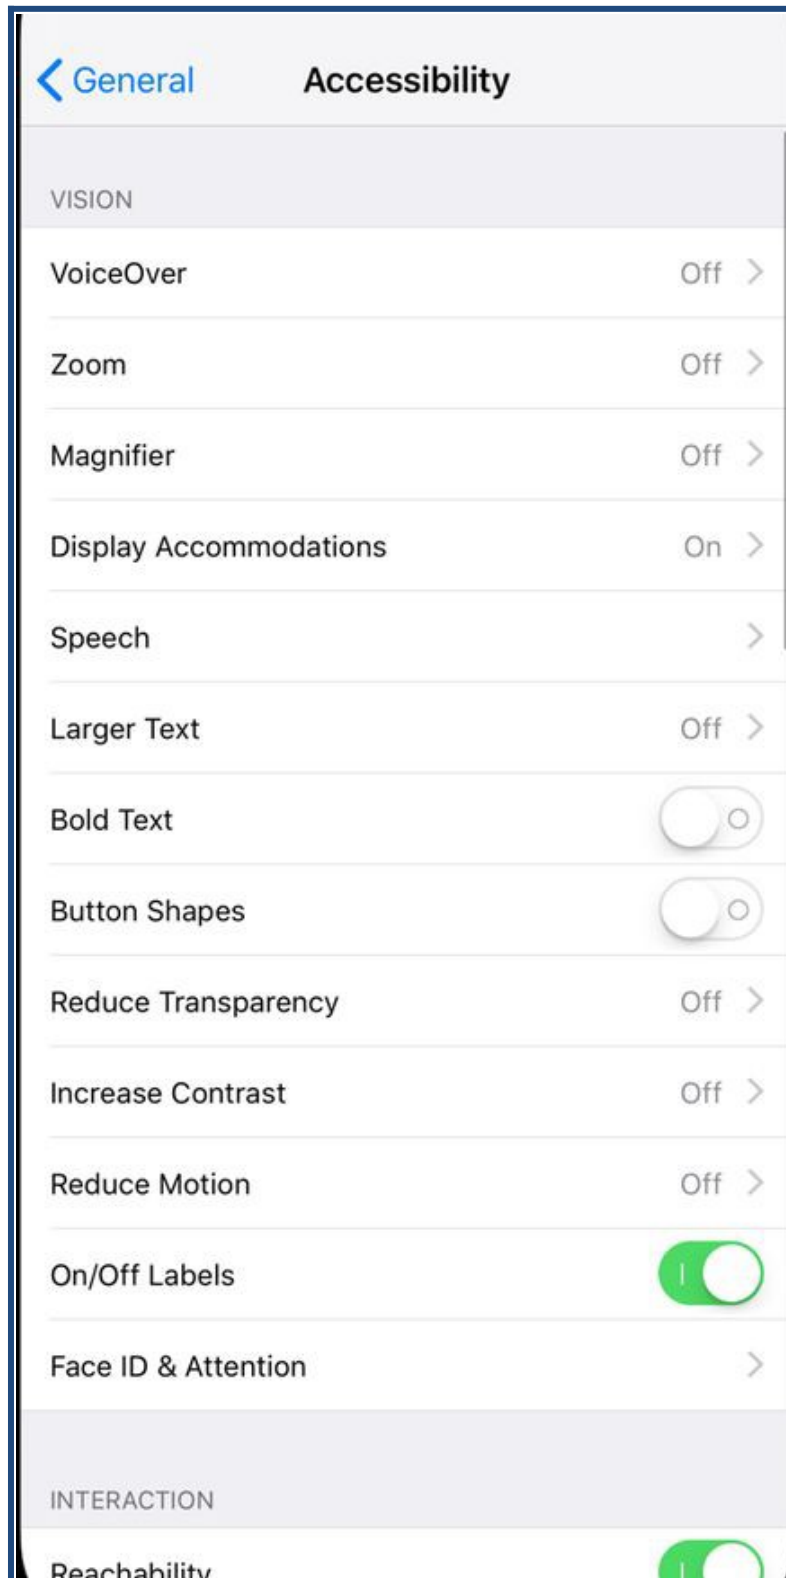 General Accessibility
VISION
VoiceOver Off
Zoom Off
Magnifier Off
Display Accommodations On
Speech
Larger Text Off
Bold Text
Button Shapes
Reduce Transparency Off
Increase Contrast Off
Reduce Motion Off
On/Off Labels
Face ID & Attention
INTERACTION
Reachability